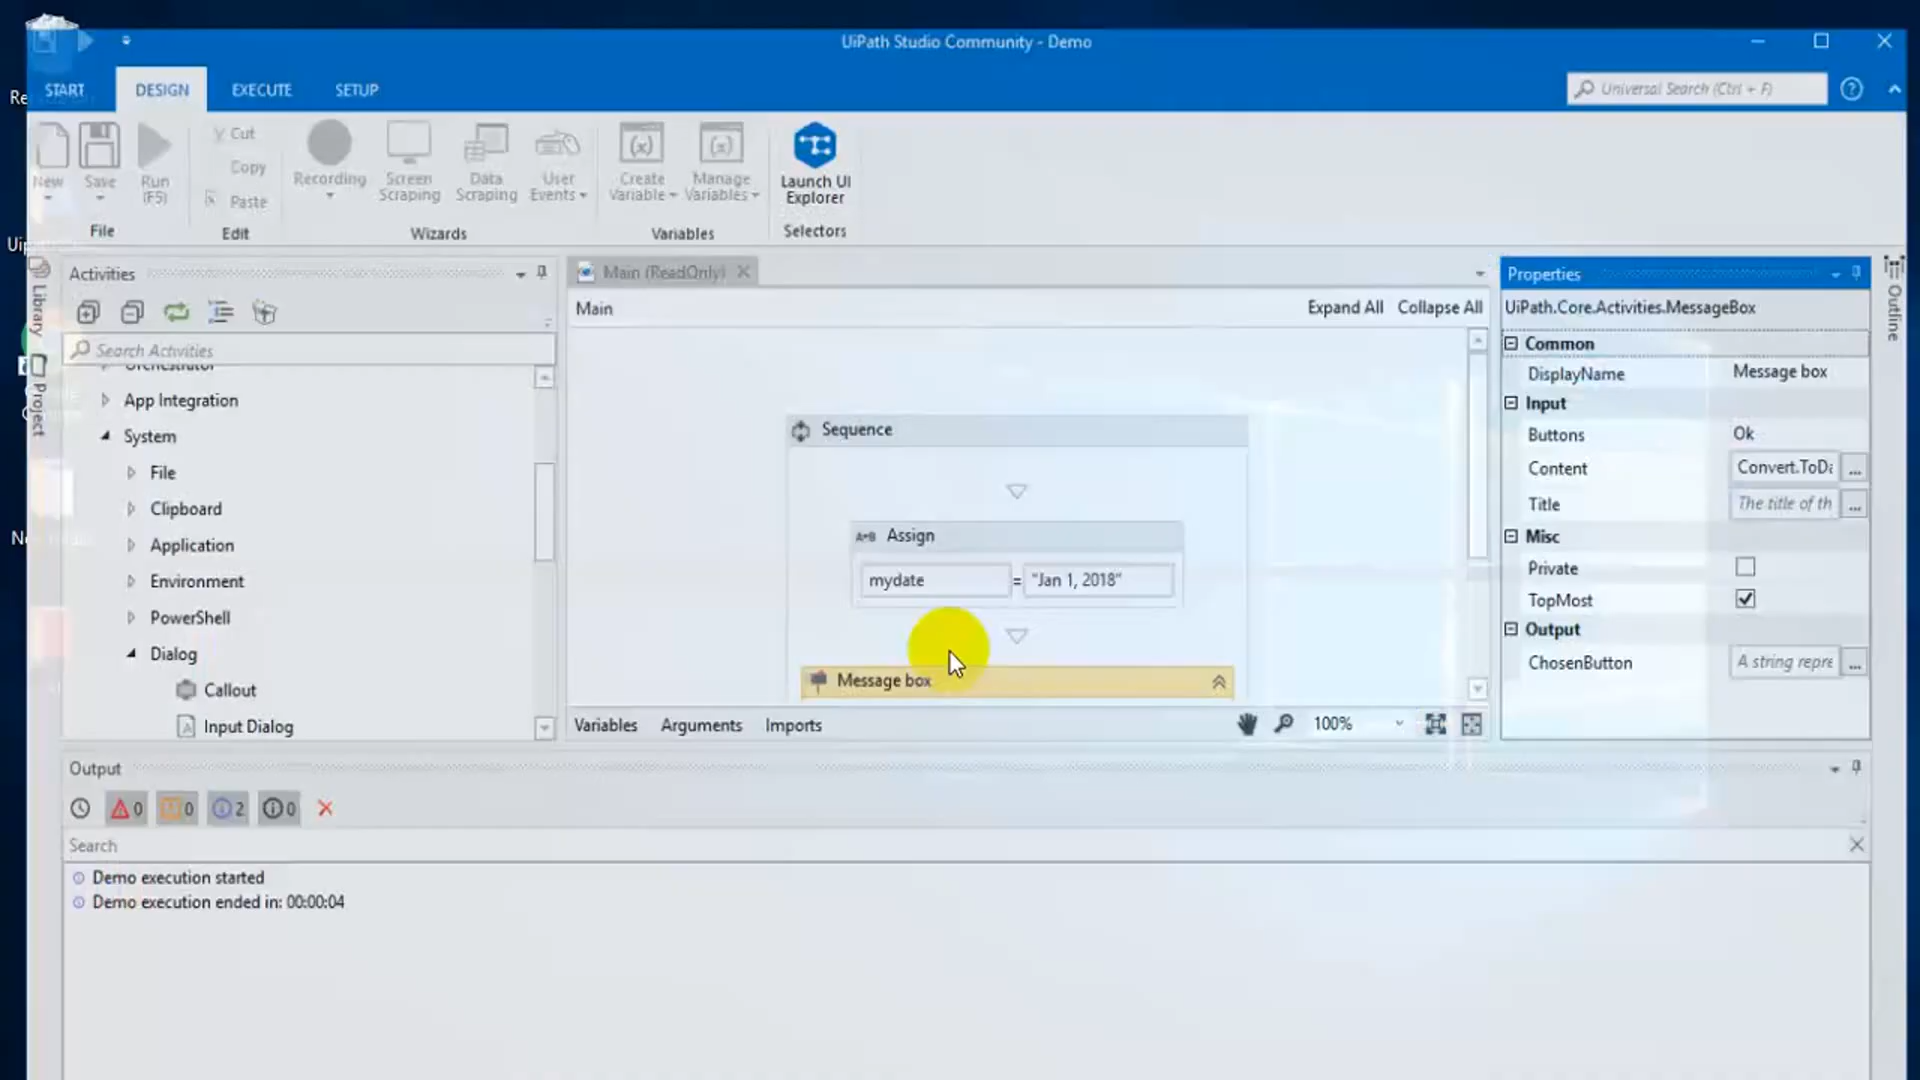 UiPath Studio Community - Demo
START DESIGN EXECUTE SETUP
Universal Search (Ctrl + F)
New
Save
Run
(F5)
File
Cut
Copy
Paste
Edit
Recording
Screen
Scraping
Data
Scraping
User
Events
Wizards
Create
Variable
Manage
Variables
Variables
Launch UI
Explorer
Selectors
Library
Project
Activities
Search Activities
Orchestrator
App Integration
System
File
Clipboard
Application
Environment
PowerShell
Dialog
Callout
Input Dialog
Main (ReadOnly)
Main
Expand All Collapse All
Sequence
A+B Assign
mydate = "Jan 1, 2018"
Message box
Variables Arguments Imports
100%
Properties
UiPath.Core.Activities.MessageBox
Common
DisplayName Message box
Input
Buttons Ok
Content Convert.ToDa ...
Title The title of th ...
Misc
Private
TopMost
Output
ChosenButton A string repre ...
Outline
Output
0 0 2 0
Search
Demo execution started
Demo execution ended in: 00:00:04